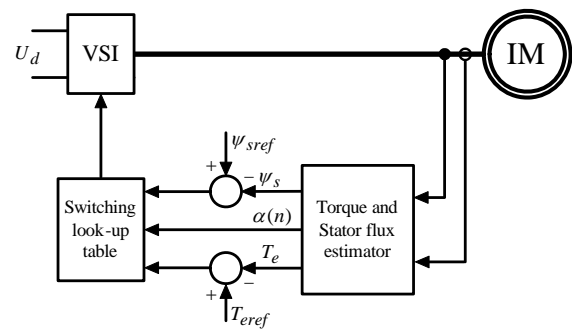 U_d
VSI
IM
ψ_sref
+
−
ψ_s
α(n)
T_e
+
−
T_eref
Switching
look-up
table
Torque and
Stator flux
estimator